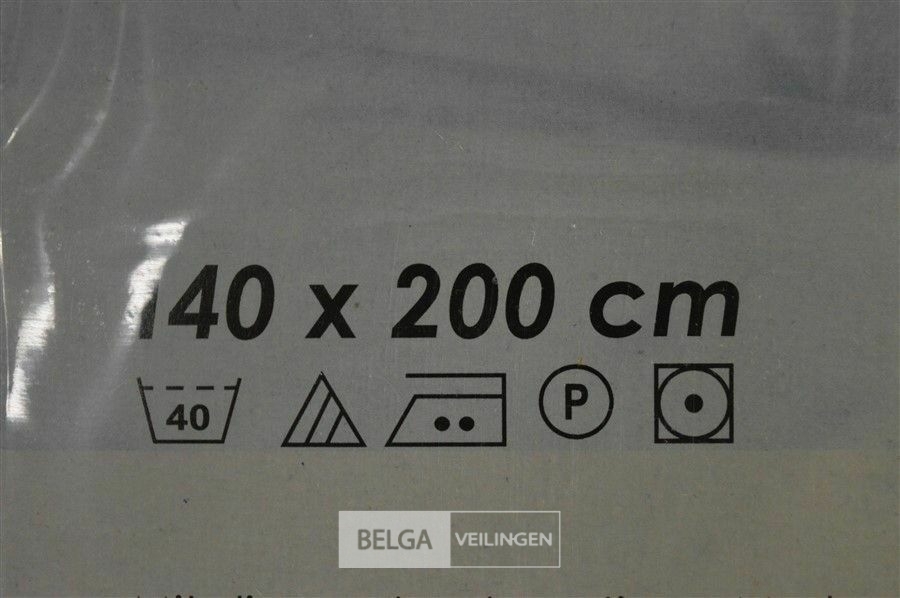 140 x 200 cm
40 P
BELGA VEILINGEN